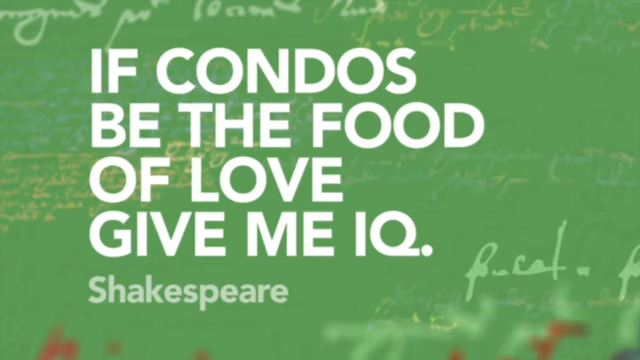 IF CONDOS
BE THE FOOD
OF LOVE
GIVE ME IQ.
Shakespeare